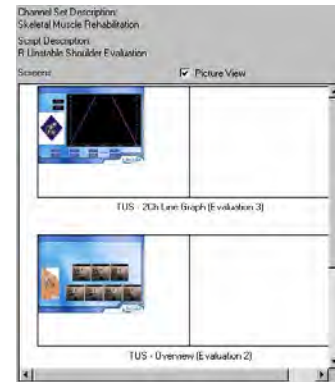 Channel Set Description:
Skeletal Muscle Rehabilitation
Script Description:
R Unstable Shoulder Evaluation
Screens:
Picture View
TUS - 2Ch Line Graph (Evaluation 3)
TUS - Overview (Evaluation 2)